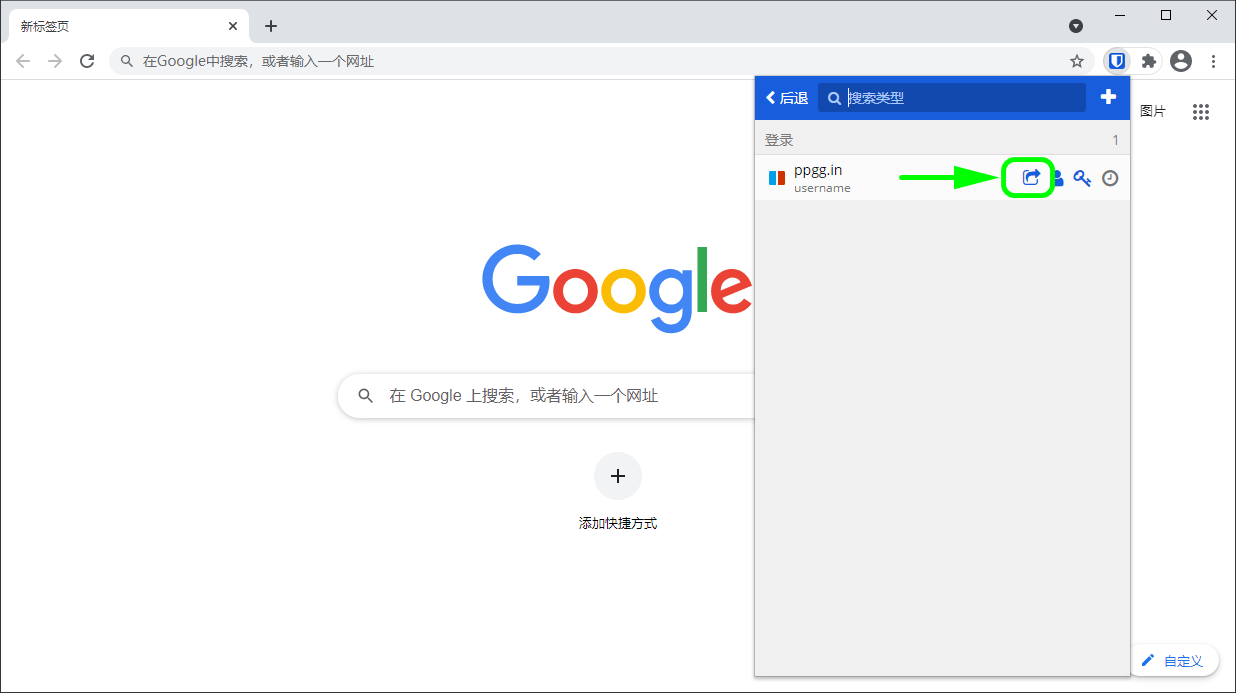 新标签页
在Google中搜索，或者输入一个网址
后退
搜索类型
图片
登录
1
ppgg.in
username
Google
在 Google 上搜索，或者输入一个网址
添加快捷方式
自定义